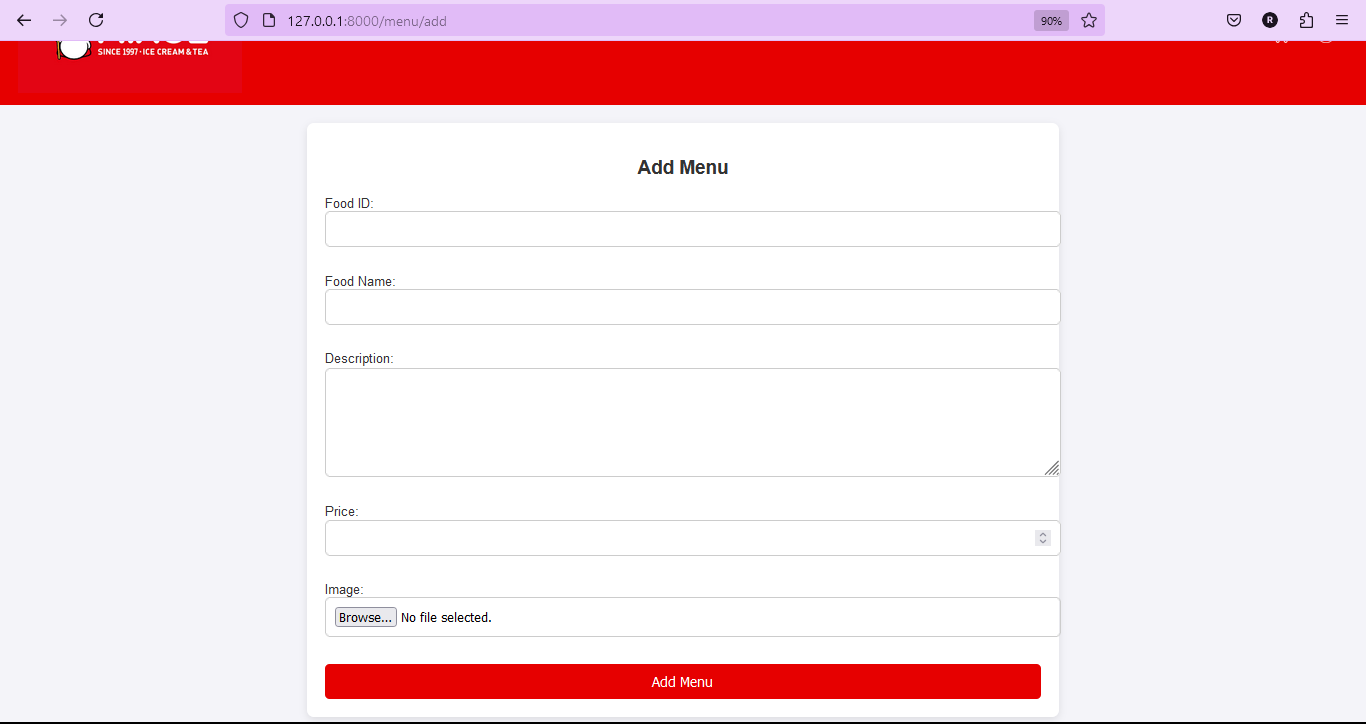 127.0.0.1:8000/menu/add
90%
R
SINCE 1997·ICE CREAM & TEA
Add Menu
Food ID:
Food Name:
Description:
Price:
Image:
Browse... No file selected.
Add Menu